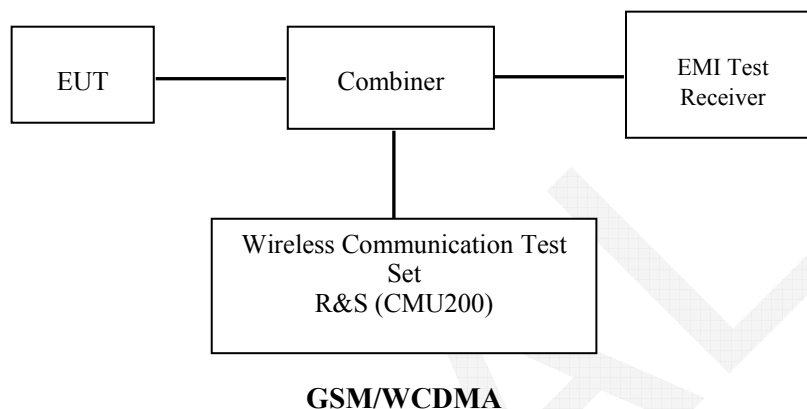 EUT
Combiner
EMI Test
Receiver
Wireless Communication Test
Set
R&S (CMU200)
GSM/WCDMA